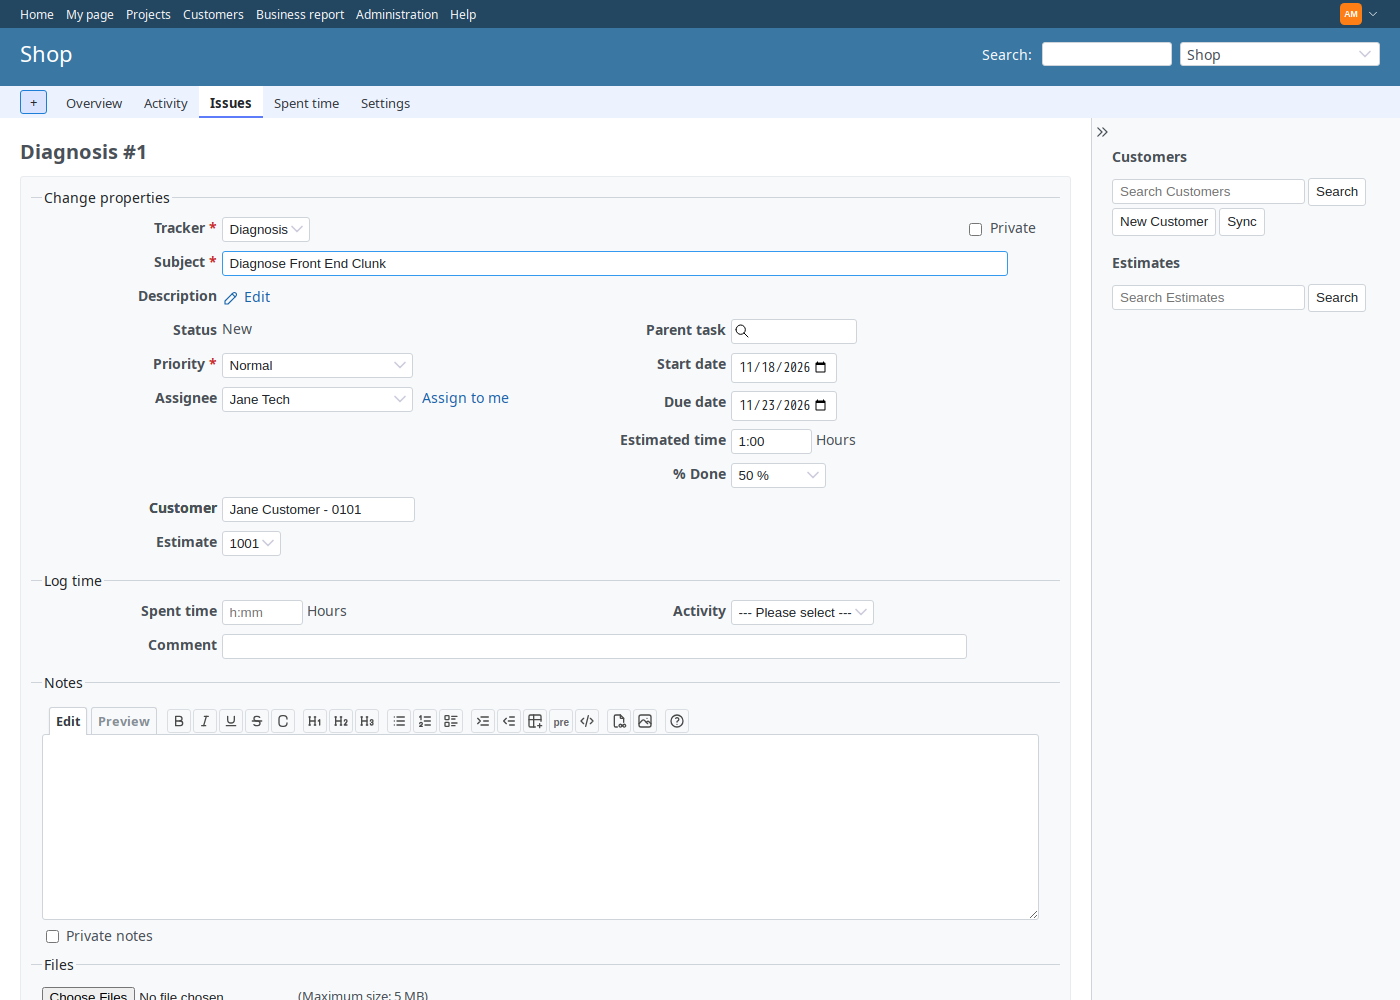 Home My page Projects Customers Business report Administration Help AM
Shop Search: Shop
+ Overview Activity Issues Spent time Settings
Diagnosis #1
Change properties
Tracker * Diagnosis Private
Subject * Diagnose Front End Clunk
Description Edit
Status New Parent task
Priority * Normal Start date 11/18/2026
Assignee Jane Tech Assign to me Due date 11/23/2026
Estimated time 1:00 Hours
% Done 50 %
Customer Jane Customer - 0101
Estimate 1001
Log time
Spent time h:mm Hours Activity --- Please select ---
Comment
Notes
Edit Preview B I U S C H1 H2 H3 pre
Private notes
Files
Choose Files No file chosen (Maximum size: 5 MB)
Customers
Search Customers Search
New Customer Sync
Estimates
Search Estimates Search